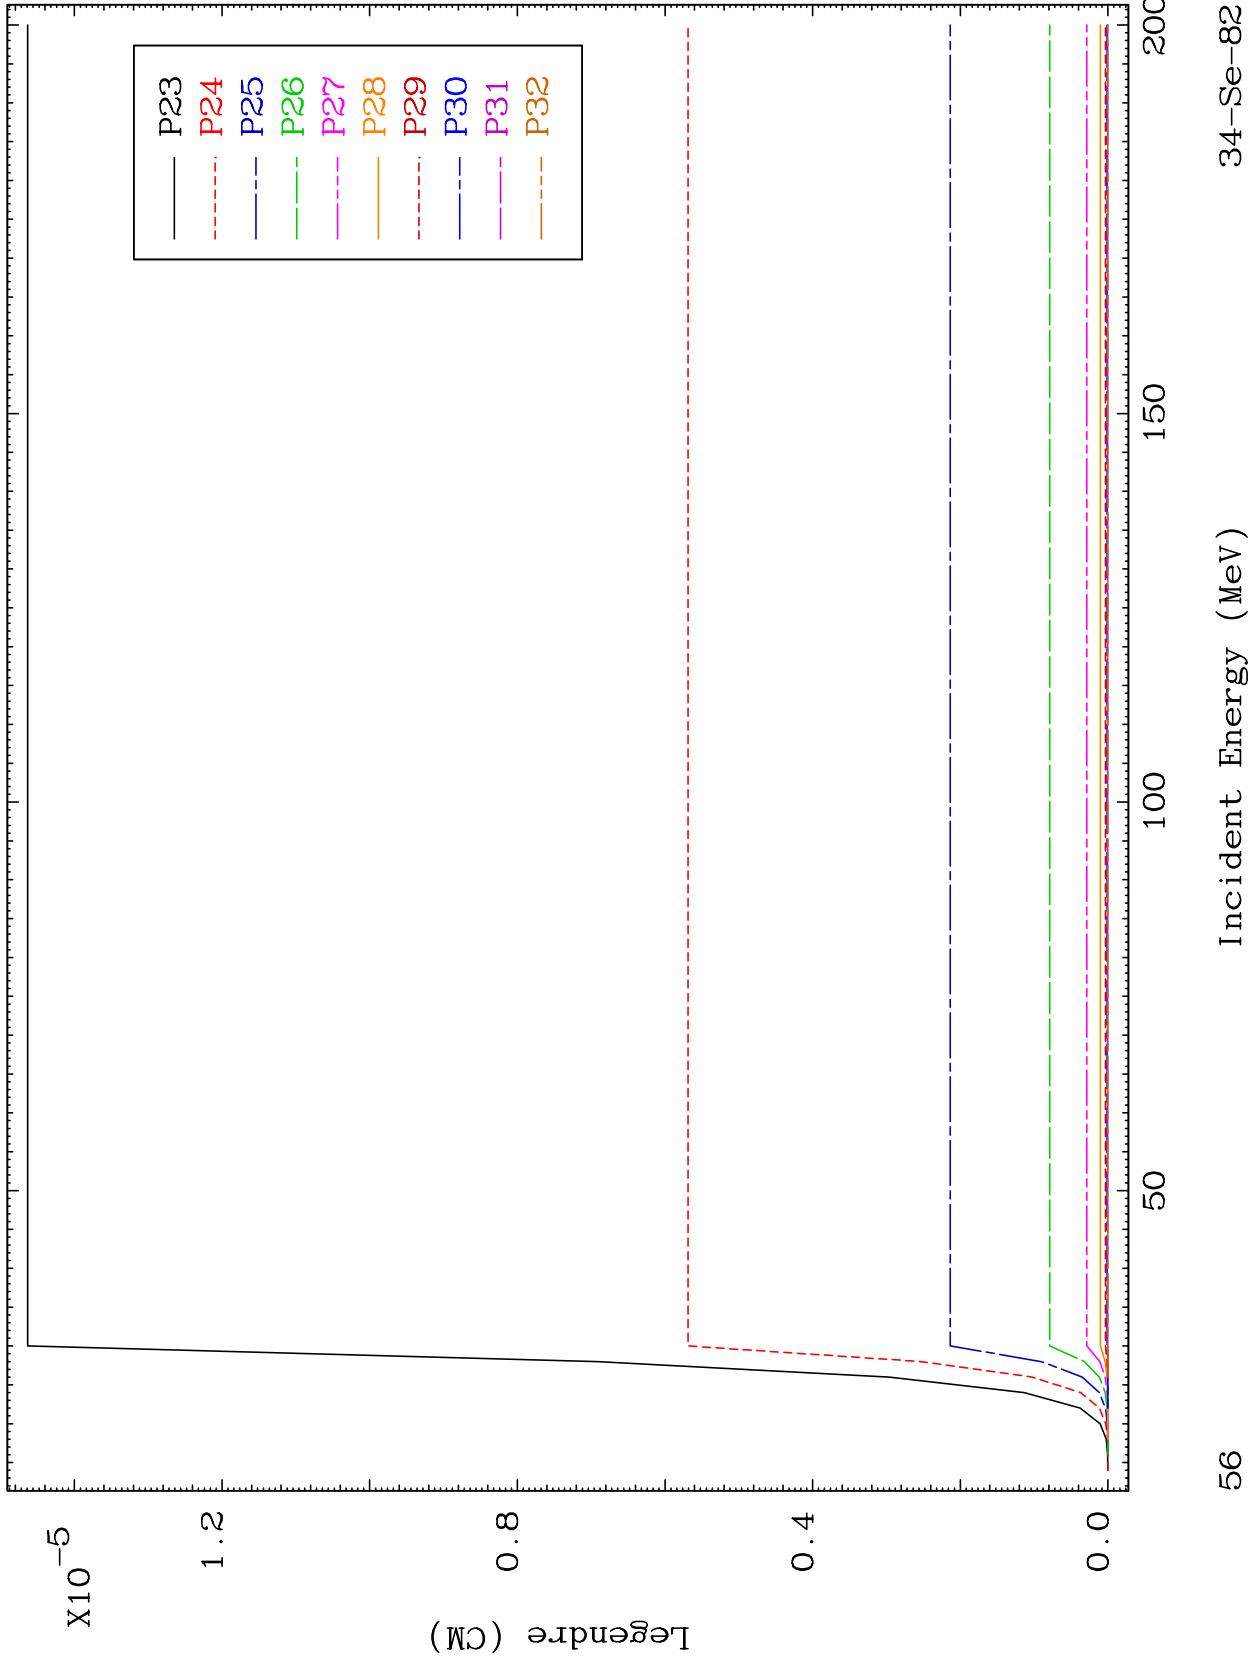 X10-5
1.2
0.8
0.4
0.0
Legendre (CM)
P23
P24
P25
P26
P27
P28
P29
P30
P31
P32
50
100
150
200
Incident Energy (MeV)
56
34-Se-82